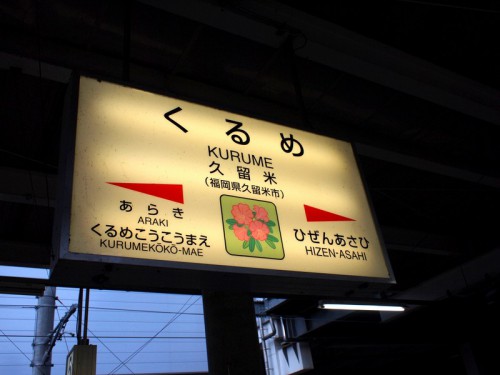 くるめ
KURUME
久留米
(福岡県久留米市)
あらき
ARAKI
くるめこうこうまえ
KURUMEKŌKŌ-MAE
ひぜんあさひ
HIZEN-ASAHI